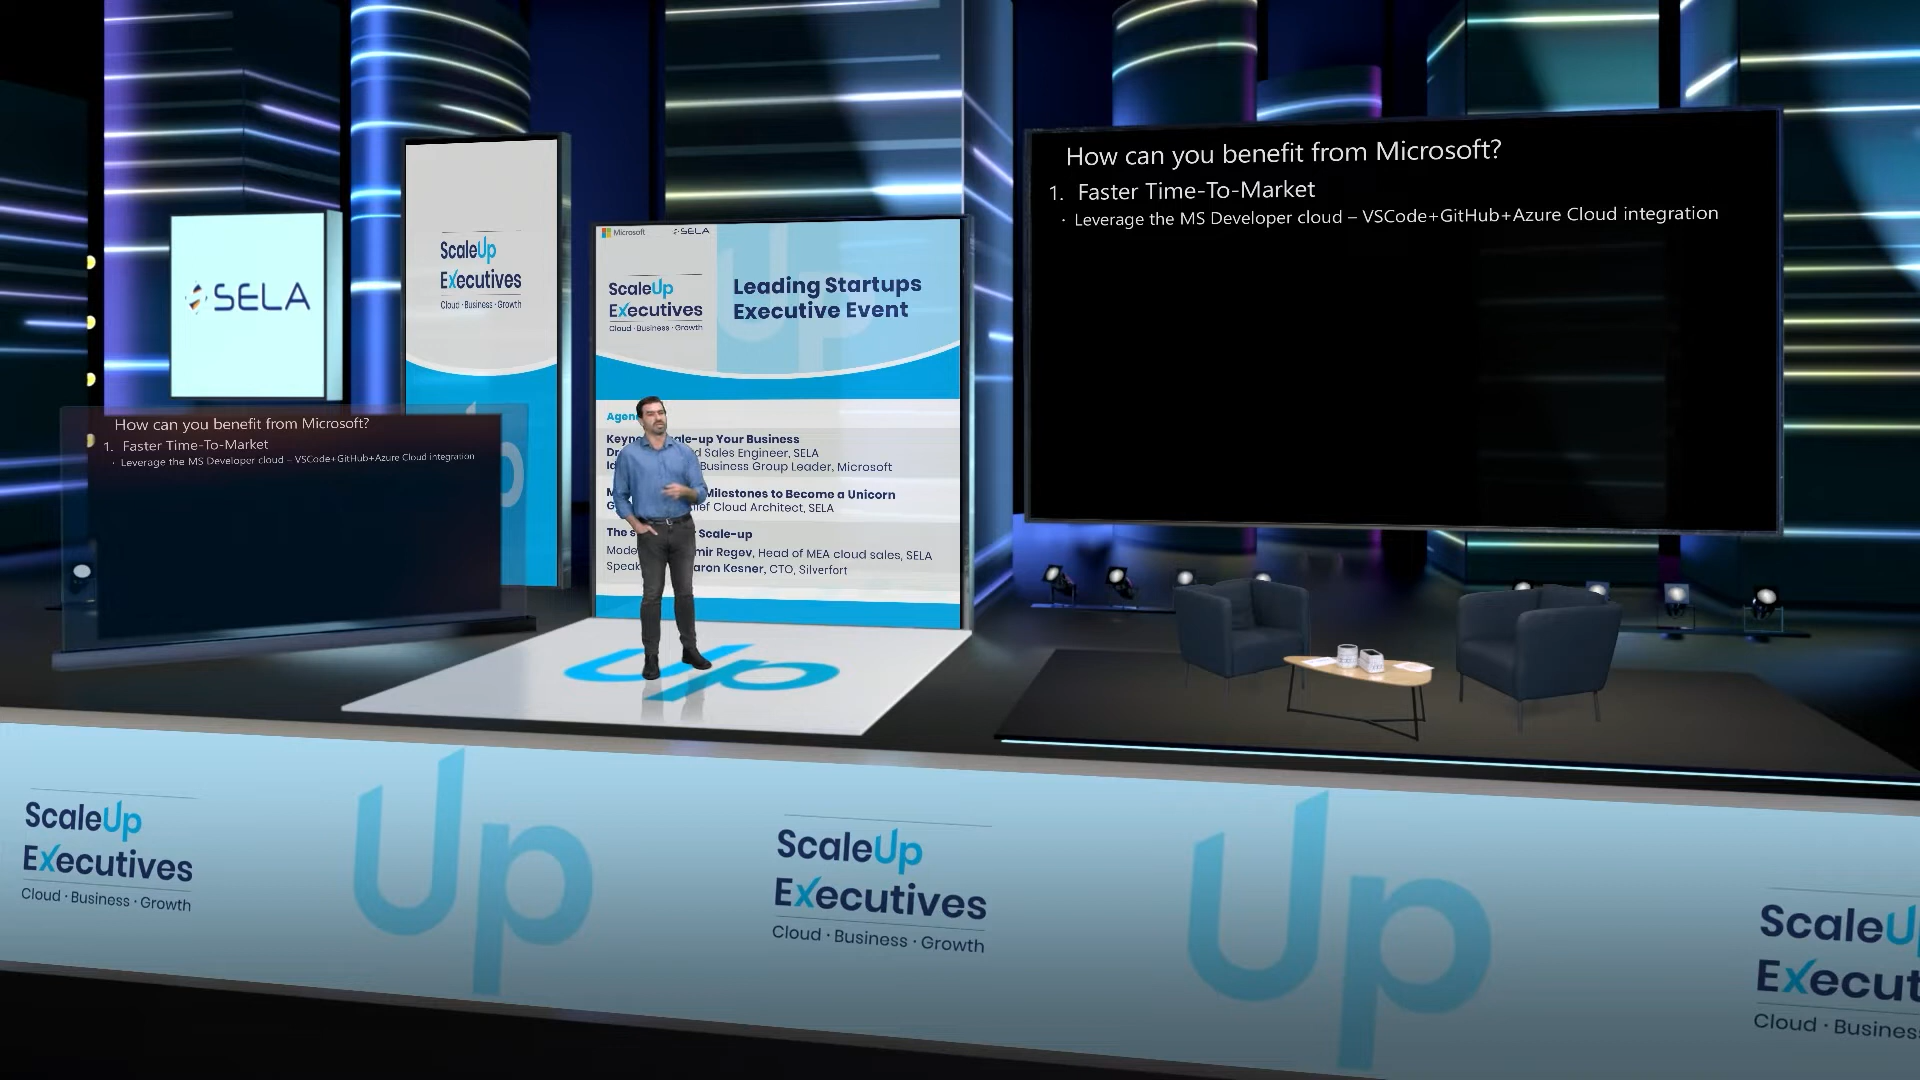 SELA
ScaleUp
Executives
Cloud · Business · Growth
Microsoft
SELA
ScaleUp
Executives
Cloud · Business · Growth
Leading Startups
Executive Event
ale-up Your Business
d Sales Engineer, SELA
Business Group Leader, Microsoft
Milestones to Become a Unicorn
ief Cloud Architect, SELA
The s
Scale-up
Mode
mir Regev, Head of MEA cloud sales, SELA
Speak
aron Kesner, CTO, Silverfort
How can you benefit from Microsoft?
1. Faster Time-To-Market
· Leverage the MS Developer cloud – VSCode+GitHub+Azure Cloud integration
How can you benefit from Microsoft?
1. Faster Time-To-Market
· Leverage the MS Developer cloud – VSCode+GitHub+Azure Cloud integration
Up
ScaleUp
Executives
Cloud · Business · Growth
Up
ScaleUp
Executives
Cloud · Business · Growth
Up
ScaleU
Execut
Cloud · Busines